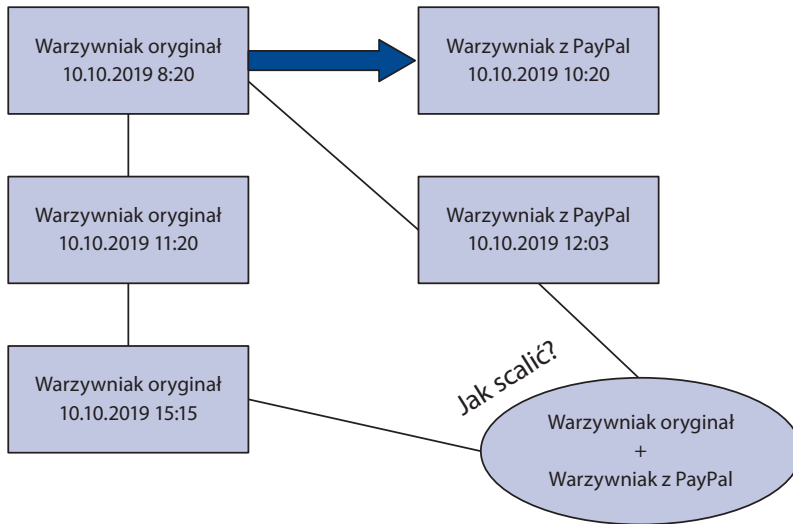 Warzywniak oryginał
10.10.2019 8:20
Warzywniak z PayPal
10.10.2019 10:20
Warzywniak oryginał
10.10.2019 11:20
Warzywniak z PayPal
10.10.2019 12:03
Warzywniak oryginał
10.10.2019 15:15
Jak scalić?
Warzywniak oryginał
+
Warzywniak z PayPal